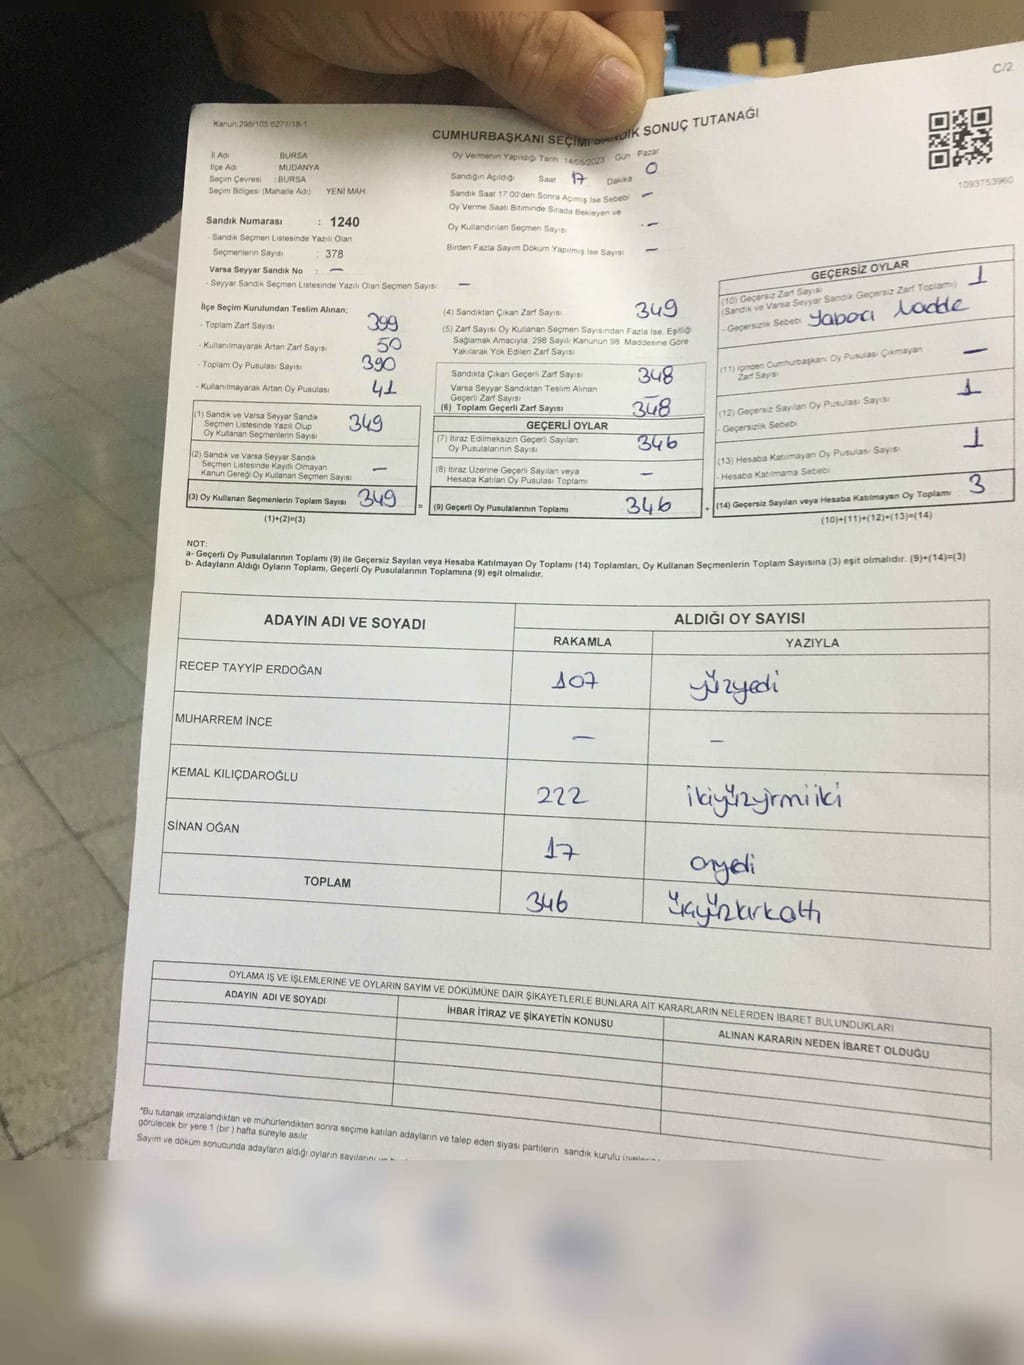 C/2
Kanun:298/105 6271/18-1
CUMHURBAŞKANI SEÇİMİ SANDIK SONUÇ TUTANAĞI
1093753960
İl Adı BURSA
İlçe Adı MUDANYA
Seçim Çevresi : BURSA
Seçim Bölgesi (Mahalle Adı) YENİ MAH
Oy Vermenin Yapıldığı Tarih 14/05/2023 Gün Pazar
Sandığın Açıldığı Saat 17 Dakika 0
Sandık Saat 17:00'den Sonra Açılmış İse Sebebi -
Oy Verme Saati Bitiminde Sırada Bekleyen ve
Oy Kullandırılan Seçmen Sayısı -
Birden Fazla Sayım Döküm Yapılmış İse Sayısı -
Sandık Numarası : 1240
- Sandık Seçmen Listesinde Yazılı Olan
Seçmenlerin Sayısı : 378
Varsa Seyyar Sandık No : -
- Seyyar Sandık Seçmen Listesinde Yazılı Olan Seçmen Sayısı -
İlçe Seçim Kurulundan Teslim Alınan;
- Toplam Zarf Sayısı 399
- Kullanılmayarak Artan Zarf Sayısı 50
- Toplam Oy Pusulası Sayısı 390
- Kullanılmayarak Artan Oy Pusulası 41
(1) Sandık ve Varsa Seyyar Sandık
Seçmen Listesinde Yazılı Olup
Oy Kullanan Seçmenlerin Sayısı 349
(2) Sandık ve Varsa Seyyar Sandık
Seçmen Listesinde Kayıtlı Olmayan
Kanun Gereği Oy Kullanan Seçmen Sayısı -
(3) Oy Kullanan Seçmenlerin Toplam Sayısı 349
(1)+(2)=(3)
(4) Sandıktan Çıkan Zarf Sayısı 349
(5) Zarf Sayısı Oy Kullanan Seçmen Sayısından Fazla İse, Eşitliği
Sağlamak Amacıyla; 298 Sayılı Kanunun 98. Maddesine Göre
Yakılarak Yok Edilen Zarf Sayısı
Sandıkta Çıkan Geçerli Zarf Sayısı 348
Varsa Seyyar Sandıktan Teslim Alınan
Geçerli Zarf Sayısı -
(6) Toplam Geçerli Zarf Sayısı 348
GEÇERLİ OYLAR
(7) İtiraz Edilmeksizin Geçerli Sayılan
Oy Pusulalarının Sayısı 346
(8) İtiraz Üzerine Geçerli Sayılan veya
Hesaba Katılan Oy Pusulası Toplamı -
= (9) Geçerli Oy Pusulalarının Toplamı 346
GEÇERSİZ OYLAR
(10) Geçersiz Zarf Sayısı 1
(Sandık ve Varsa Seyyar Sandık Geçersiz Zarf Toplamı)
- Geçersizlik Sebebi Yabancı Madde
(11) İçinden Cumhurbaşkanı Oy Pusulası Çıkmayan
Zarf Sayısı -
(12) Geçersiz Sayılan Oy Pusulası Sayısı 1
- Geçersizlik Sebebi
(13) Hesaba Katılmayan Oy Pusulası Sayısı 1
- Hesaba Katılmama Sebebi
+ (14) Geçersiz Sayılan veya Hesaba Katılmayan Oy Toplamı 3
(10)+(11)+(12)+(13)=(14)
NOT:
a- Geçerli Oy Pusulalarının Toplamı (9) ile Geçersiz Sayılan veya Hesaba Katılmayan Oy Toplamı (14) Toplamları, Oy Kullanan Seçmenlerin Toplam Sayısına (3) eşit olmalıdır. (9)+(14)=(3)
b- Adayların Aldığı Oyların Toplamı, Geçerli Oy Pusulalarının Toplamına (9) eşit olmalıdır.
ADAYIN ADI VE SOYADI ALDIĞI OY SAYISI
RAKAMLA YAZIYLA
RECEP TAYYİP ERDOĞAN 107 yüzyedi
MUHARREM İNCE - -
KEMAL KILIÇDAROĞLU 222 ikiyüzyirmiiki
SİNAN OĞAN 17 onyedi
TOPLAM 346 üçyüzkırkaltı
OYLAMA İŞ VE İŞLEMLERİNE VE OYLARIN SAYIM VE DÖKÜMÜNE DAİR ŞİKAYETLERLE BUNLARA AİT KARARLARIN NELERDEN İBARET BULUNDUKLARI
ADAYIN ADI VE SOYADI İHBAR İTİRAZ VE ŞİKAYETİN KONUSU ALINAN KARARIN NEDEN İBARET OLDUĞU
*Bu tutanak imzalandıktan ve mühürlendikten sonra seçime katılan adayların ve talep eden siyasi partilerin sandık kurulu
görülecek bir yere 1 (bir) hafta süreyle asılır
Sayım ve döküm sonucunda adayların aldığı oyların sayılarını